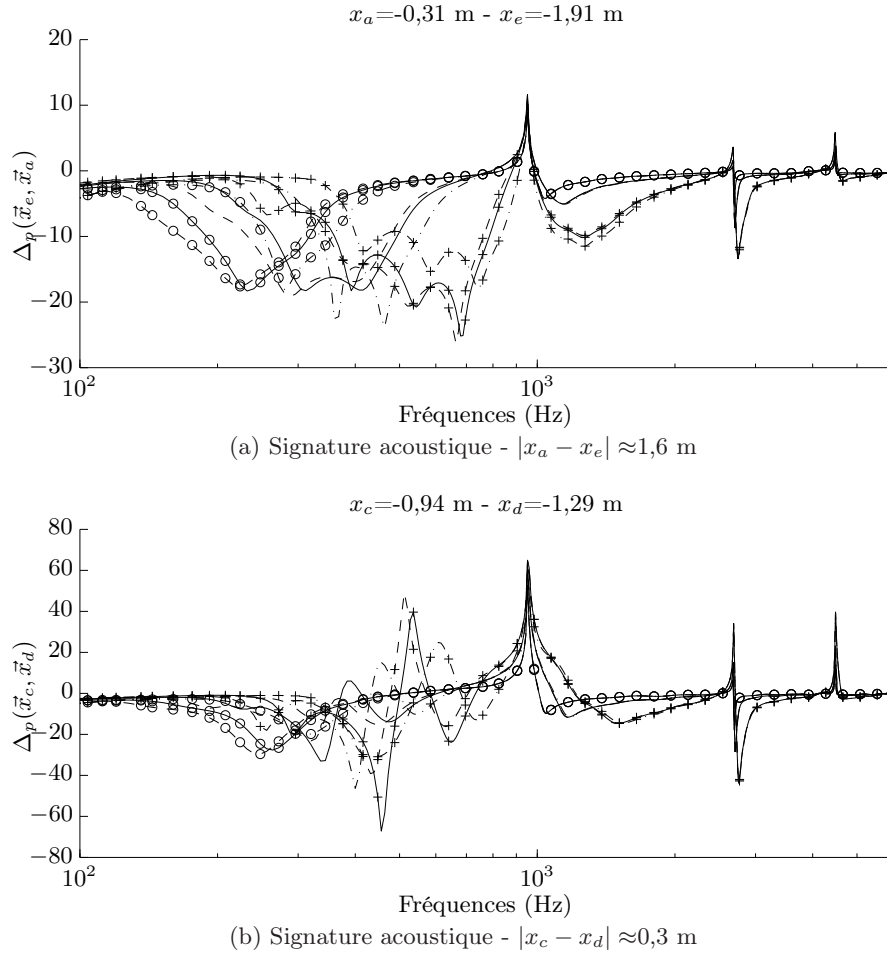 x_a=-0,31 m - x_e=-1,91 m
20
10
0
−10
−20
−30
Δ_p(x⃗_e, x⃗_a)
10^2
10^3
Fréquences (Hz)
(a) Signature acoustique - |x_a − x_e| ≈1,6 m
x_c=-0,94 m - x_d=-1,29 m
80
60
40
20
0
−20
−40
−60
−80
Δ_p(x⃗_c, x⃗_d)
10^2
10^3
Fréquences (Hz)
(b) Signature acoustique - |x_c − x_d| ≈0,3 m